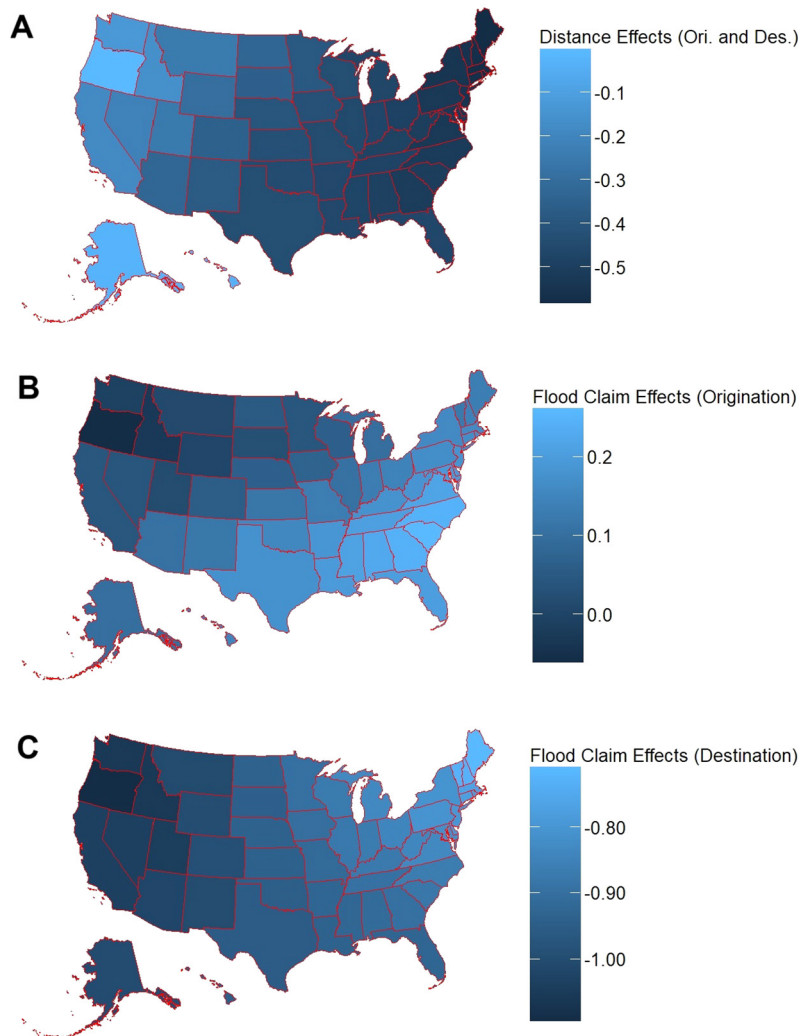 A
Distance Effects (Ori. and Des.)
-0.1
-0.2
-0.3
-0.4
-0.5
B
Flood Claim Effects (Origination)
0.2
0.1
0.0
C
Flood Claim Effects (Destination)
-0.80
-0.90
-1.00